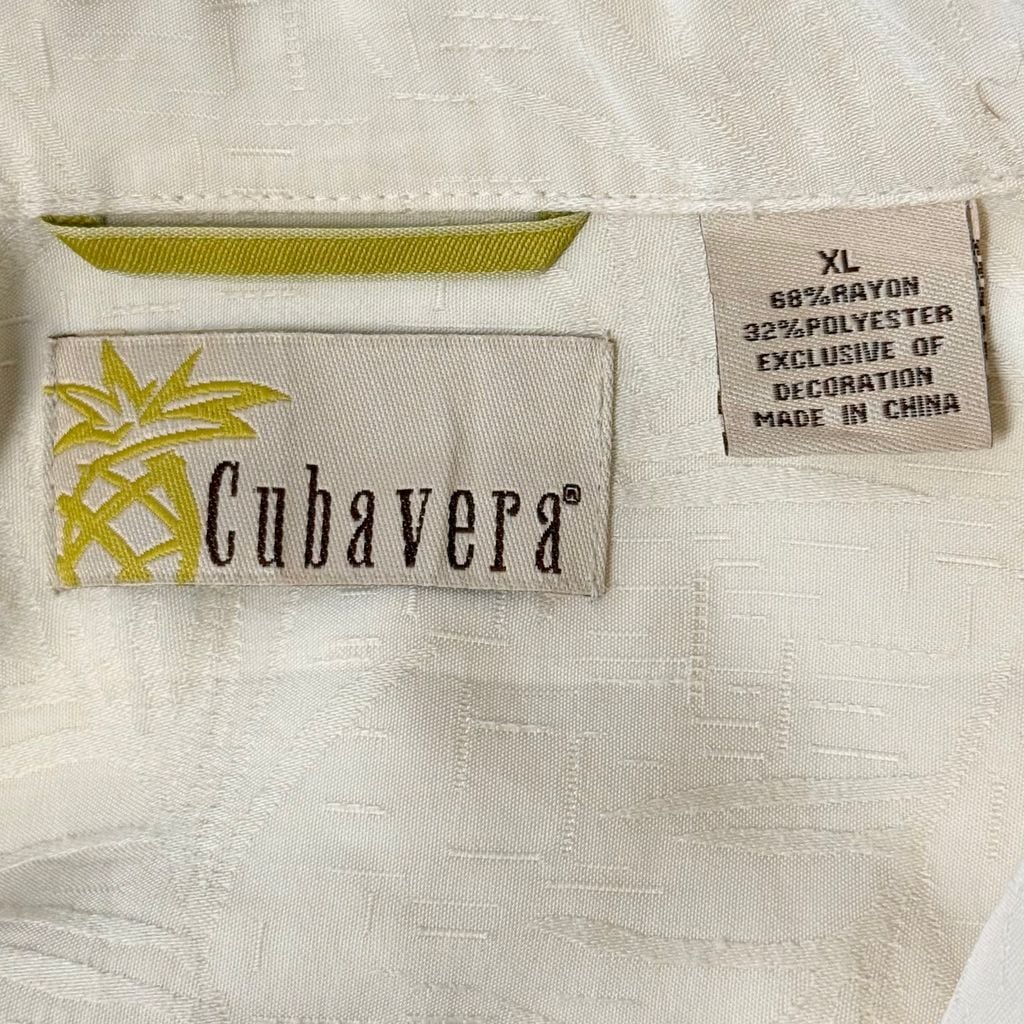 Cubavera®
XL
68%RAYON
32%POLYESTER
EXCLUSIVE OF
DECORATION
MADE IN CHINA